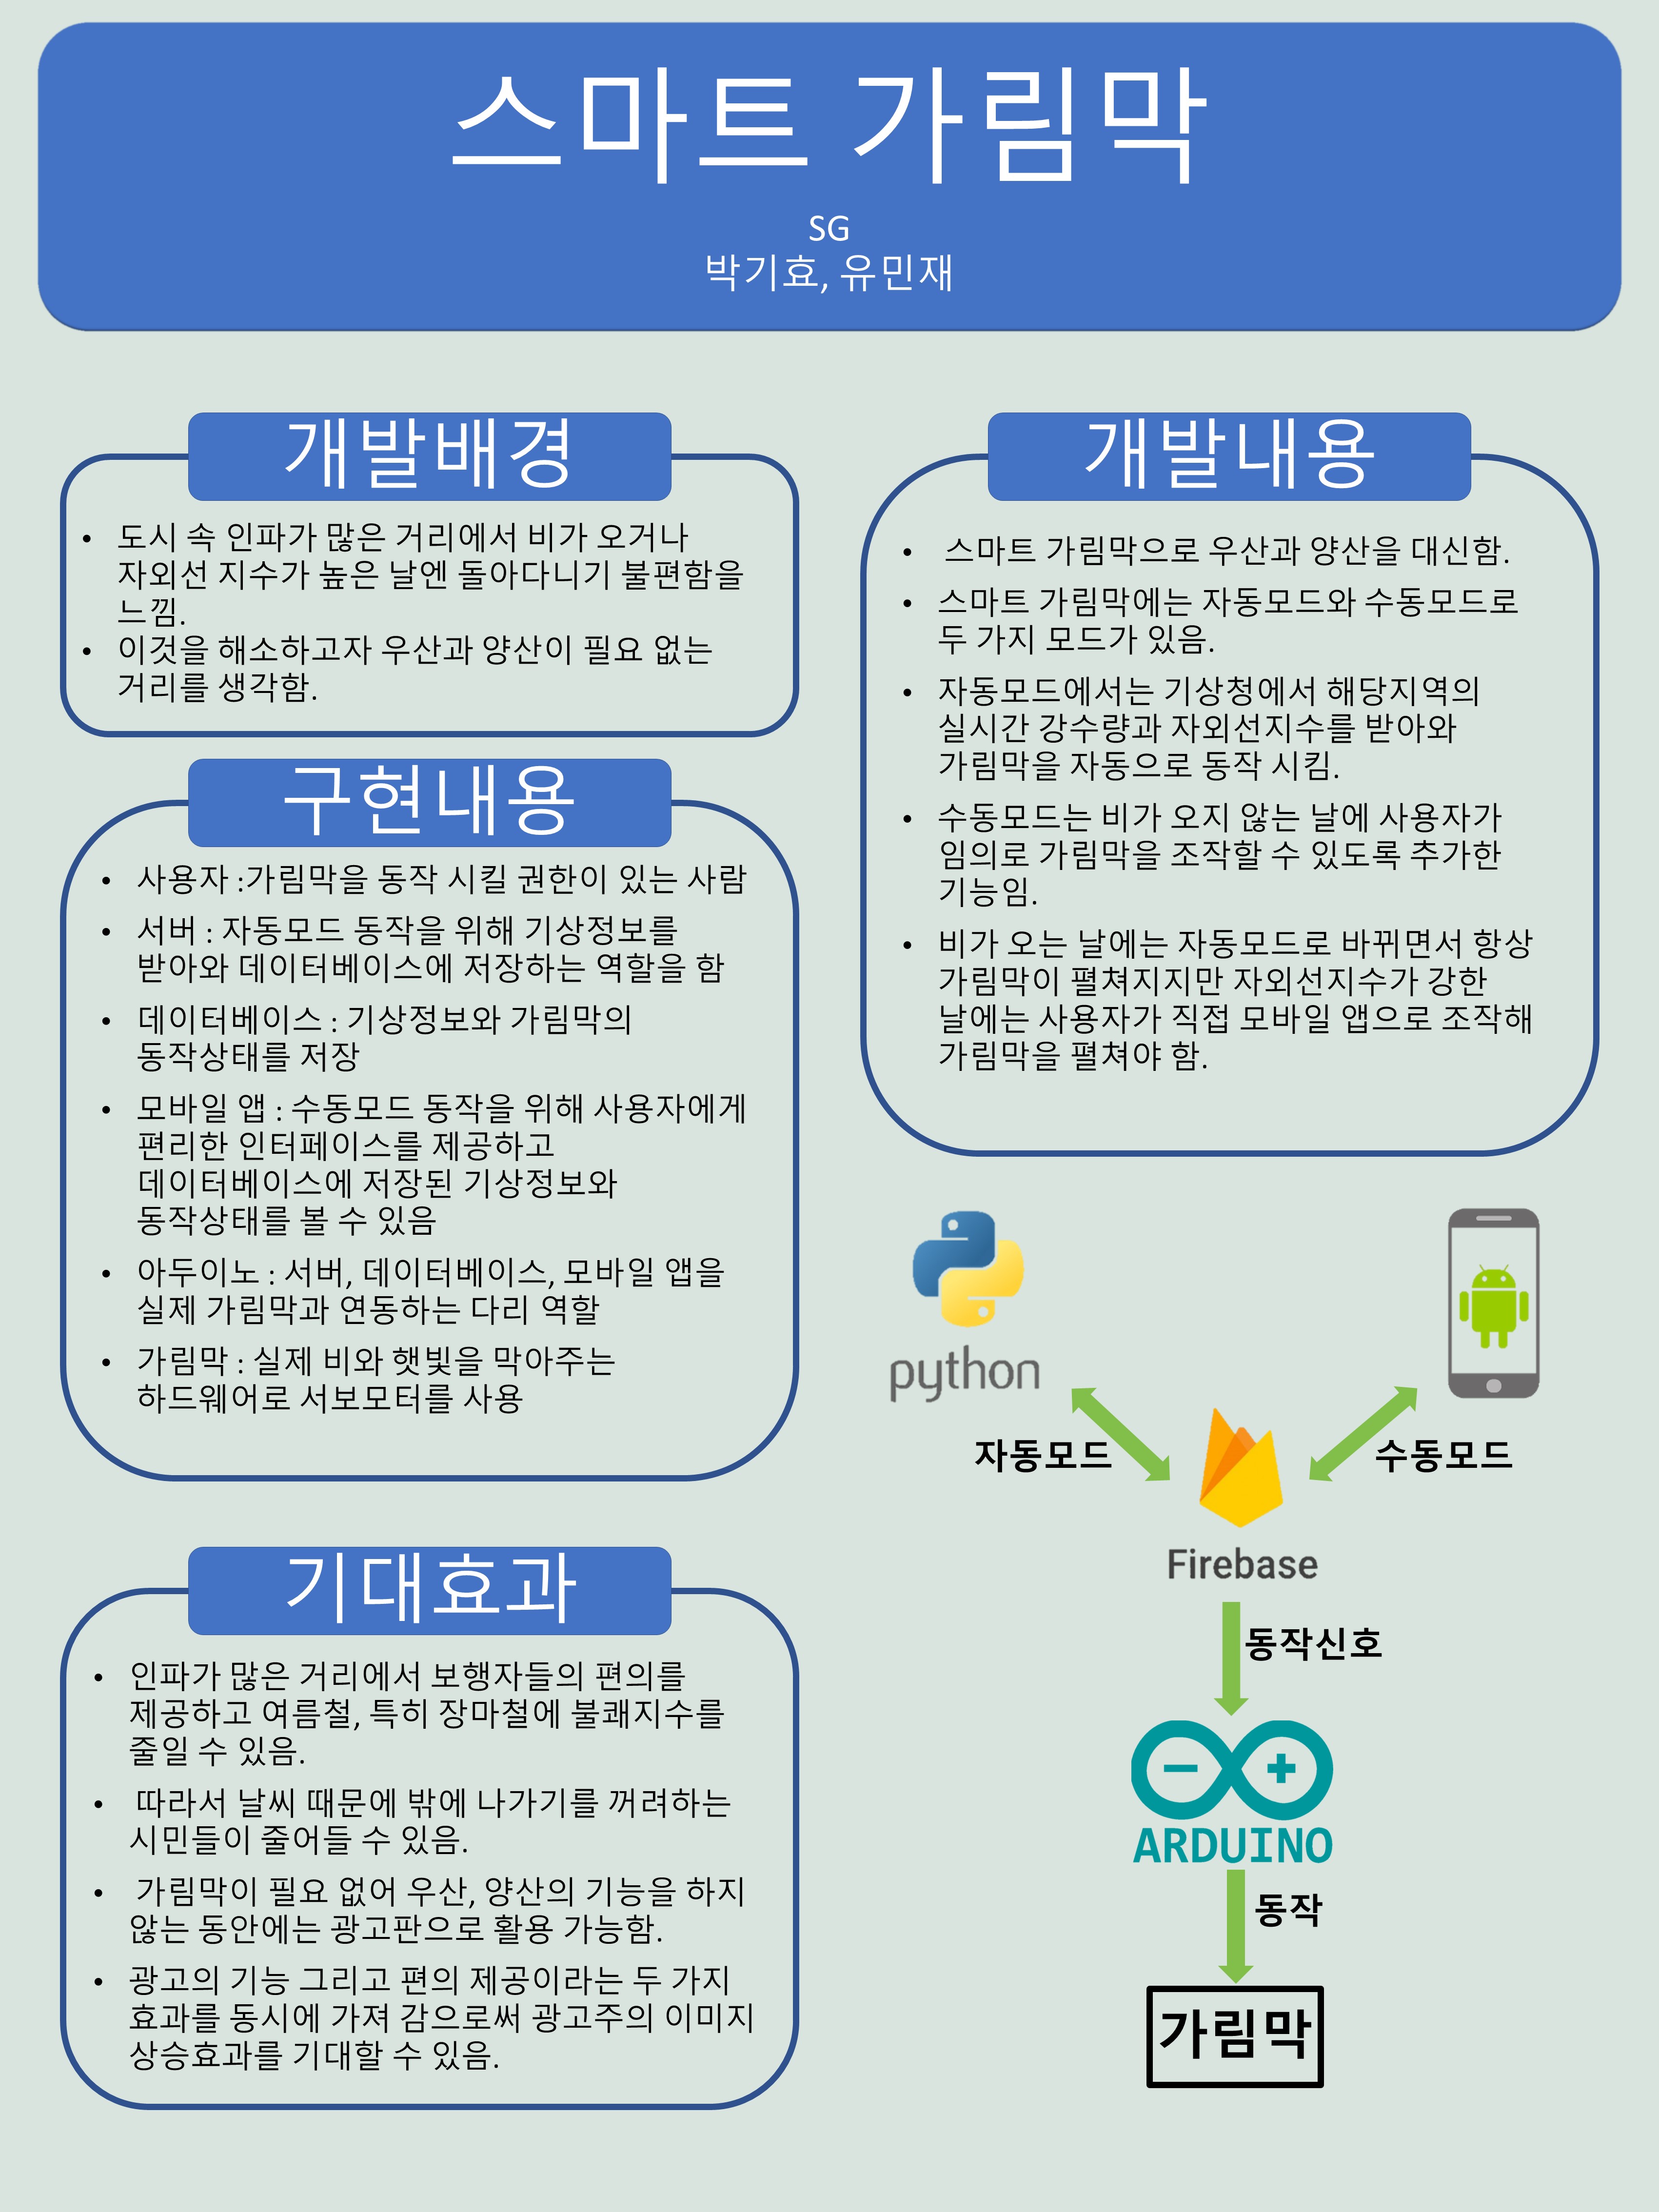 스마트 가림막
SG
박기효, 유민재
개발배경
• 도시 속 인파가 많은 거리에서 비가 오거나
자외선 지수가 높은 날엔 돌아다니기 불편함을
느낌.
• 이것을 해소하고자 우산과 양산이 필요 없는
거리를 생각함.
구현내용
• 사용자 :가림막을 동작 시킬 권한이 있는 사람
• 서버 : 자동모드 동작을 위해 기상정보를
받아와 데이터베이스에 저장하는 역할을 함
• 데이터베이스 : 기상정보와 가림막의
동작상태를 저장
• 모바일 앱 : 수동모드 동작을 위해 사용자에게
편리한 인터페이스를 제공하고
데이터베이스에 저장된 기상정보와
동작상태를 볼 수 있음
• 아두이노 : 서버, 데이터베이스, 모바일 앱을
실제 가림막과 연동하는 다리 역할
• 가림막 : 실제 비와 햇빛을 막아주는
하드웨어로 서보모터를 사용
기대효과
• 인파가 많은 거리에서 보행자들의 편의를
제공하고 여름철, 특히 장마철에 불쾌지수를
줄일 수 있음.
• 따라서 날씨 때문에 밖에 나가기를 꺼려하는
시민들이 줄어들 수 있음.
• 가림막이 필요 없어 우산, 양산의 기능을 하지
않는 동안에는 광고판으로 활용 가능함.
• 광고의 기능 그리고 편의 제공이라는 두 가지
효과를 동시에 가져 감으로써 광고주의 이미지
상승효과를 기대할 수 있음.
개발내용
• 스마트 가림막으로 우산과 양산을 대신함.
• 스마트 가림막에는 자동모드와 수동모드로
두 가지 모드가 있음.
• 자동모드에서는 기상청에서 해당지역의
실시간 강수량과 자외선지수를 받아와
가림막을 자동으로 동작 시킴.
• 수동모드는 비가 오지 않는 날에 사용자가
임의로 가림막을 조작할 수 있도록 추가한
기능임.
• 비가 오는 날에는 자동모드로 바뀌면서 항상
가림막이 펼쳐지지만 자외선지수가 강한
날에는 사용자가 직접 모바일 앱으로 조작해
가림막을 펼쳐야 함.
python
자동모드
수동모드
Firebase
동작신호
ARDUINO
동작
가림막